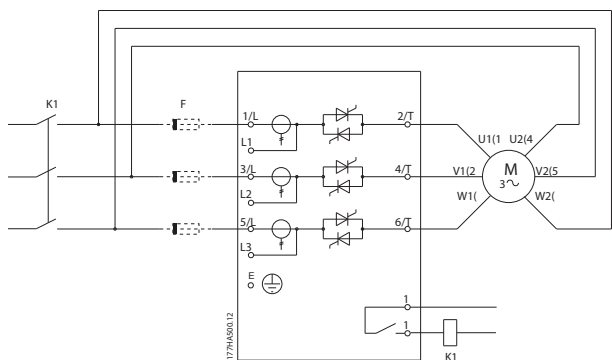 K1
F
1/L
2/T
L1
3/L
4/T
L2
5/L
6/T
L3
E
U1(1
U2(4
V1(2
M
3~
V2(5
W1(
W2(
1
1
K1
177HA500.12